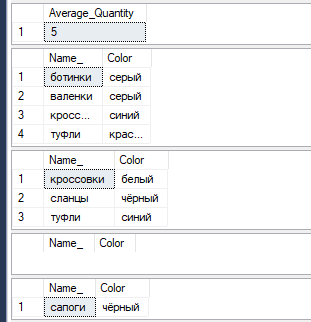 Average_Quantity
1 5
Name_ Color
1 ботинки серый
2 валенки серый
3 кросс... синий
4 туфли крас...
Name_ Color
1 кроссовки белый
2 сланцы чёрный
3 туфли синий
Name_ Color
Name_ Color
1 сапоги чёрный